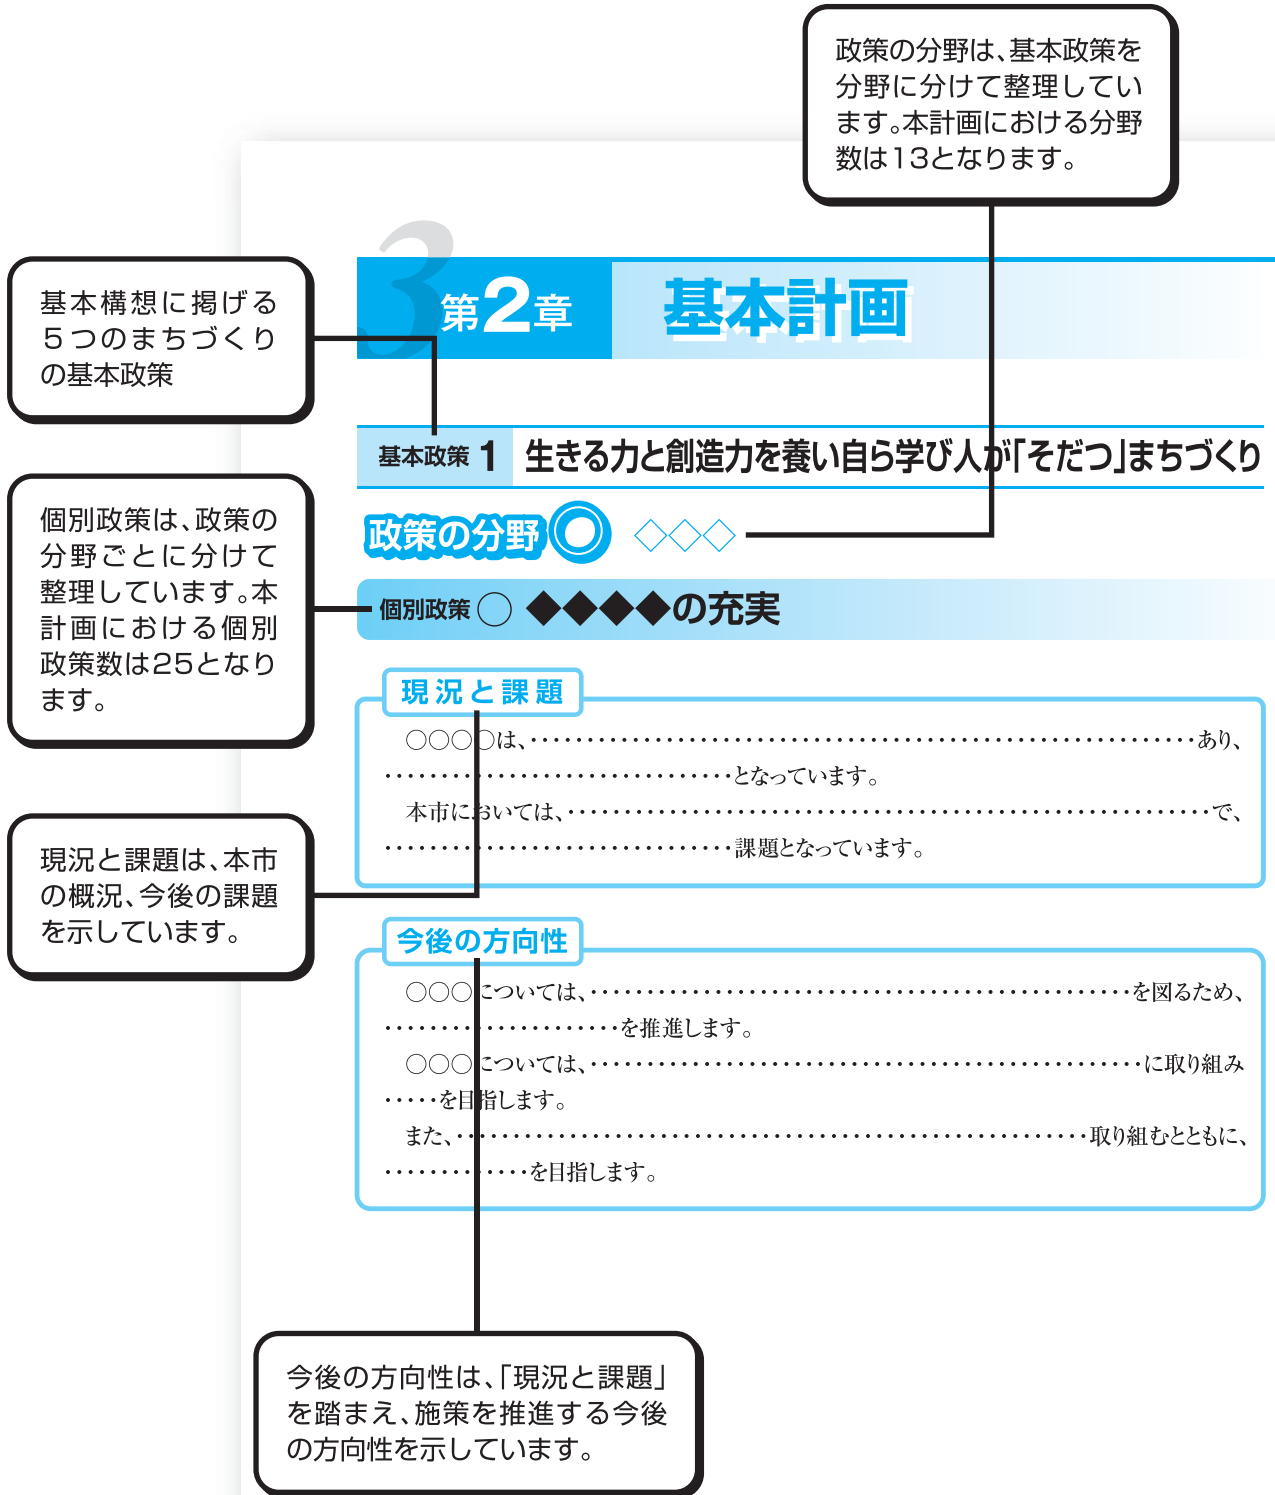 政策の分野は、基本政策を
分野に分けて整理してい
ます。本計画における分野
数は13となります。
3
第2章 基本計画
基本構想に掲げる
５つのまちづくり
の基本政策
基本政策 1 生きる力と創造力を養い自ら学び人が「そだつ」まちづくり
政策の分野◎ ◇◇◇
個別政策は、政策の
分野ごとに分けて
整理しています。本
計画における個別
政策数は25となり
ます。
個別政策○ ◆◆◆◆の充実
現況と課題
○○○○は、･････････････････････････････････････････････････････････････あり、
････････････････････････････････となっています。
本市においては、･･･････････････････････････････････････････････････････････で、
････････････････････････････････課題となっています。
現況と課題は、本市
の概況、今後の課題
を示しています。
今後の方向性
○○○については、･･････････････････････････････････････････････････を図るため、
･･････････････････････を推進します。
○○○については、･･･････････････････････････････････････････････････に取り組み
･････を目指します。
また、･･････････････････････････････････････････････････････････取り組むとともに、
･････････････を目指します。
今後の方向性は、「現況と課題」
を踏まえ、施策を推進する今後
の方向性を示しています。